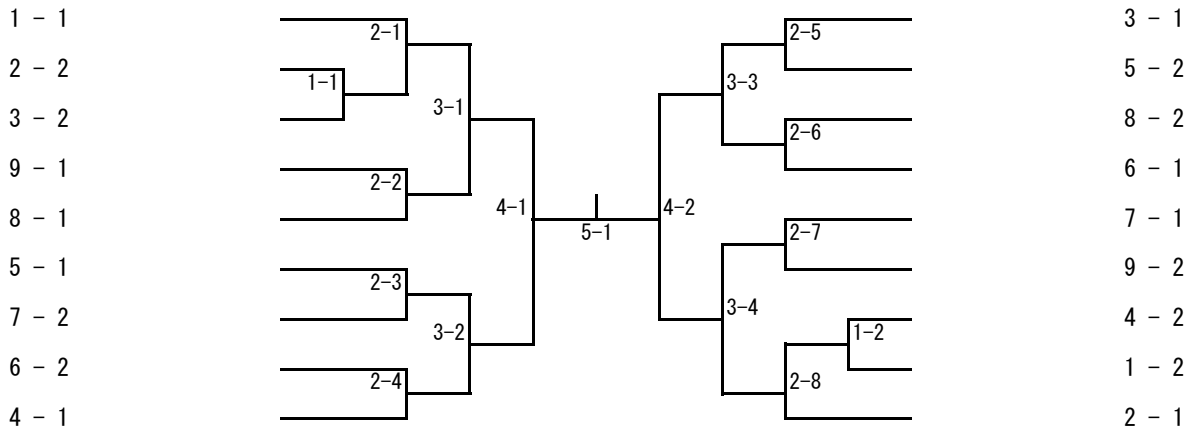 1 － 1
2 － 2
3 － 2
9 － 1
8 － 1
5 － 1
7 － 2
6 － 2
4 － 1
2−1
1−1
3−1
2−2
4−1
2−3
3−2
2−4
5−1
4−2
2−5
3−3
2−6
2−7
3−4
1−2
2−8
3 － 1
5 － 2
8 － 2
6 － 1
7 － 1
9 － 2
4 － 2
1 － 2
2 － 1